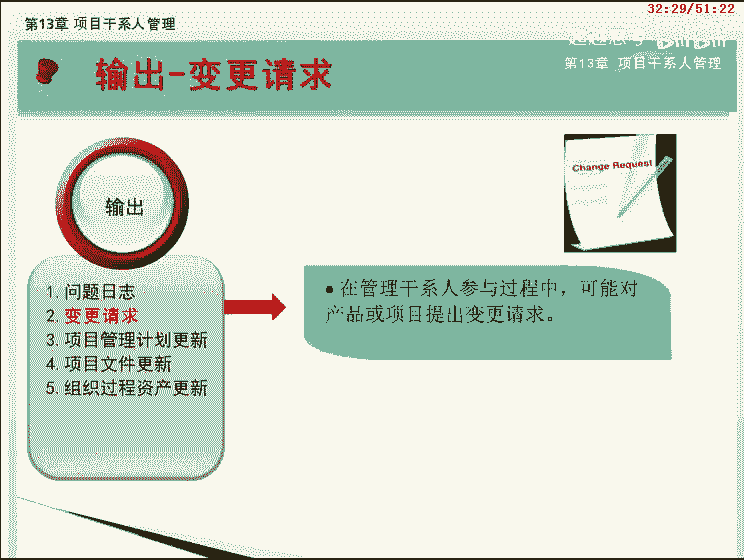 32:29/51:22
第13章 项目干系人管理
第13章 项目干系人管理
输出-变更请求
Change Request
输出
1. 问题日志
2. 变更请求
3. 项目管理计划更新
4. 项目文件更新
5. 组织过程资产更新
● 在管理干系人参与过程中，可能对
产品或项目提出变更请求。